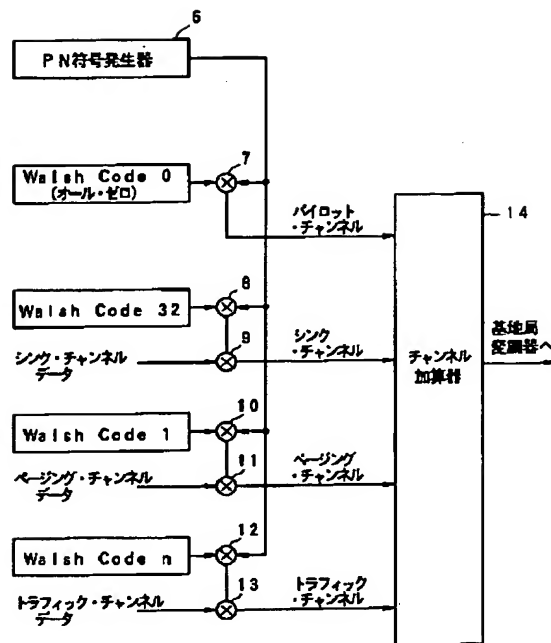 6
PN符号発生器
7
Walsh Code 0
(オール・ゼロ)
パイロット
・チャンネル
14
8
Walsh Code 32
9
シンク・チャンネル
データ
シンク
・チャンネル
チャンネル
加算器
基地局
変調器へ
10
Walsh Code 1
11
ページング・チャンネル
データ
ページング
・チャンネル
12
Walsh Code n
13
トラフィック・チャンネル
データ
トラフィック
・チャンネル